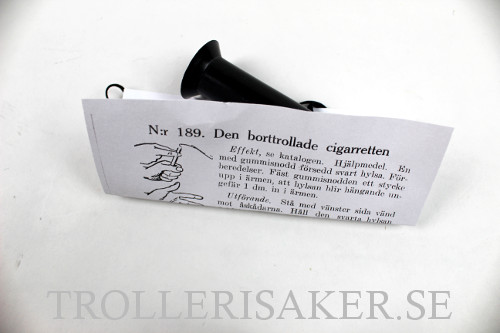 N:r 189. Den borttrollade cigarretten
Effekt, se katalogen. Hjälpmedel. En
med gummisnodd försedd svart hylsa. För-
beredelser. Fäst gummisnodden ett stycke
upp i ärmen, att hylsan blir hängande un-
gefär 1 dm. in i ärmen.
Utförande. Stå med vänster sida vänd
mot åskådarna. Håll den svarta hylsan
TROLLERISAKER.SE